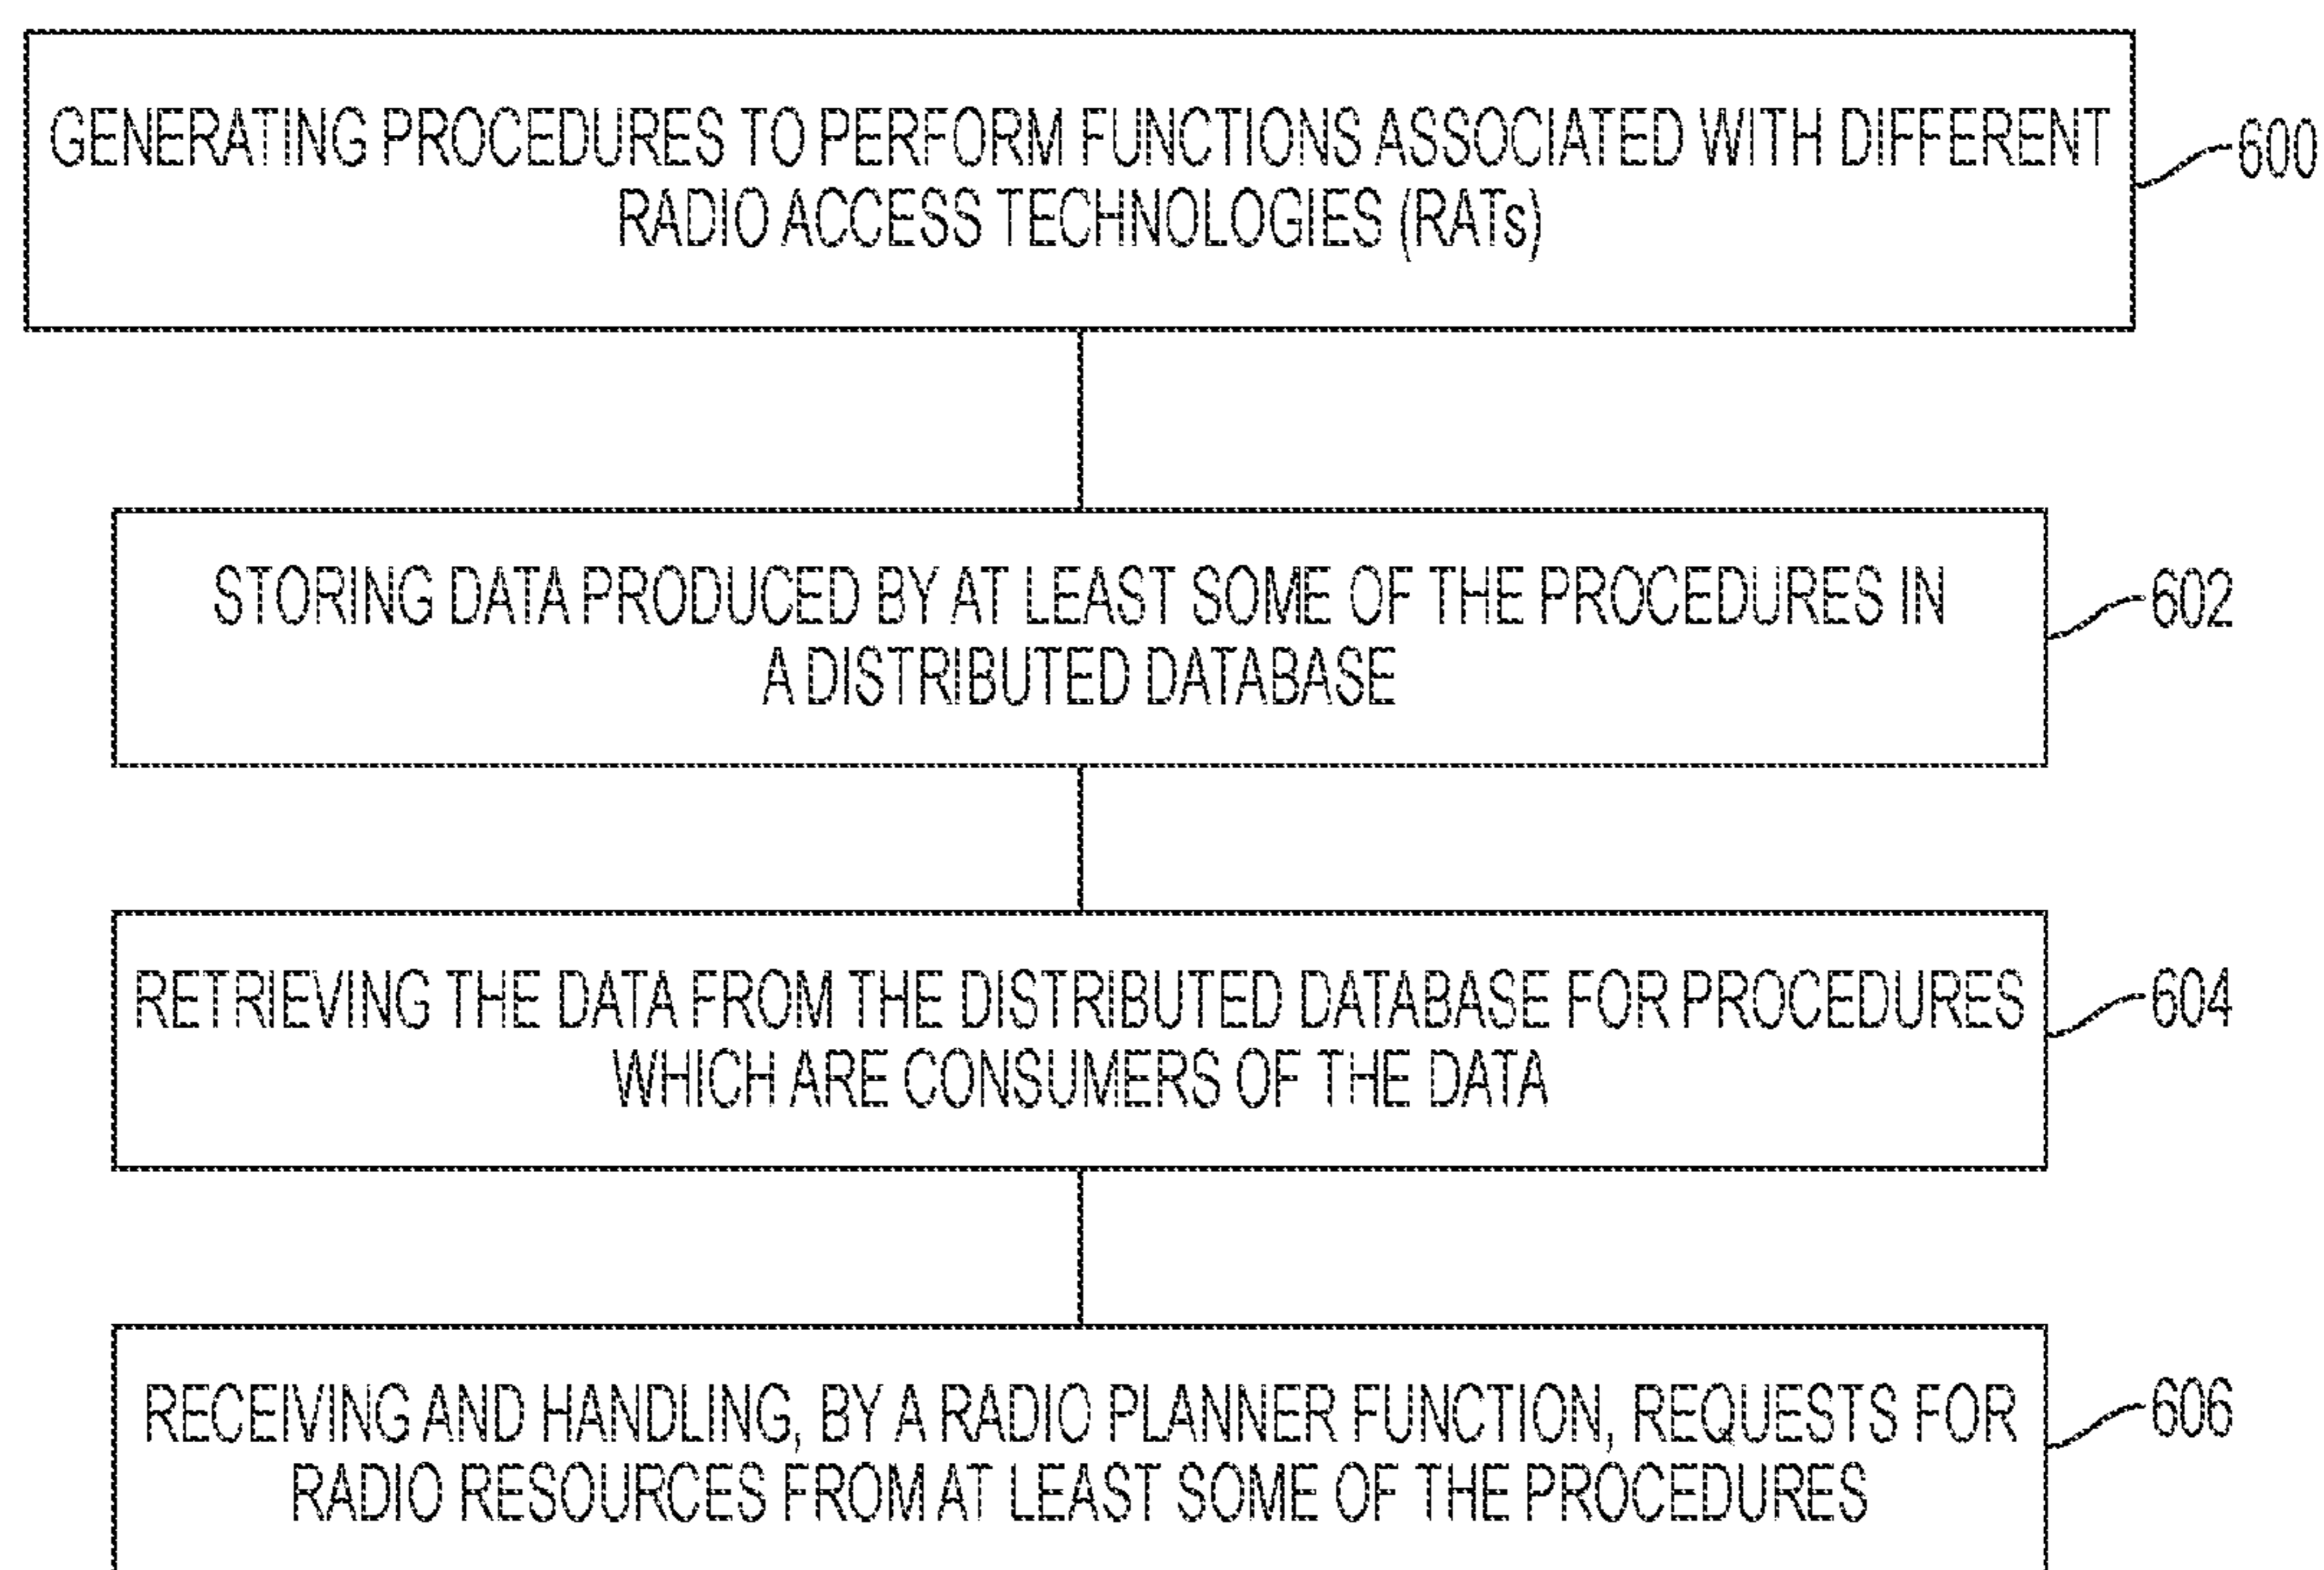 GENERATING PROCEDURES TO PERFORM FUNCTIONS ASSOCIATED WITH DIFFERENT
RADIO ACCESS TECHNOLOGIES (RATs)
600
STORING DATA PRODUCED BY AT LEAST SOME OF THE PROCEDURES IN
A DISTRIBUTED DATABASE
602
RETRIEVING THE DATA FROM THE DISTRIBUTED DATABASE FOR PROCEDURES
WHICH ARE CONSUMERS OF THE DATA
604
RECEIVING AND HANDLING, BY A RADIO PLANNER FUNCTION, REQUESTS FOR
RADIO RESOURCES FROM AT LEAST SOME OF THE PROCEDURES
606